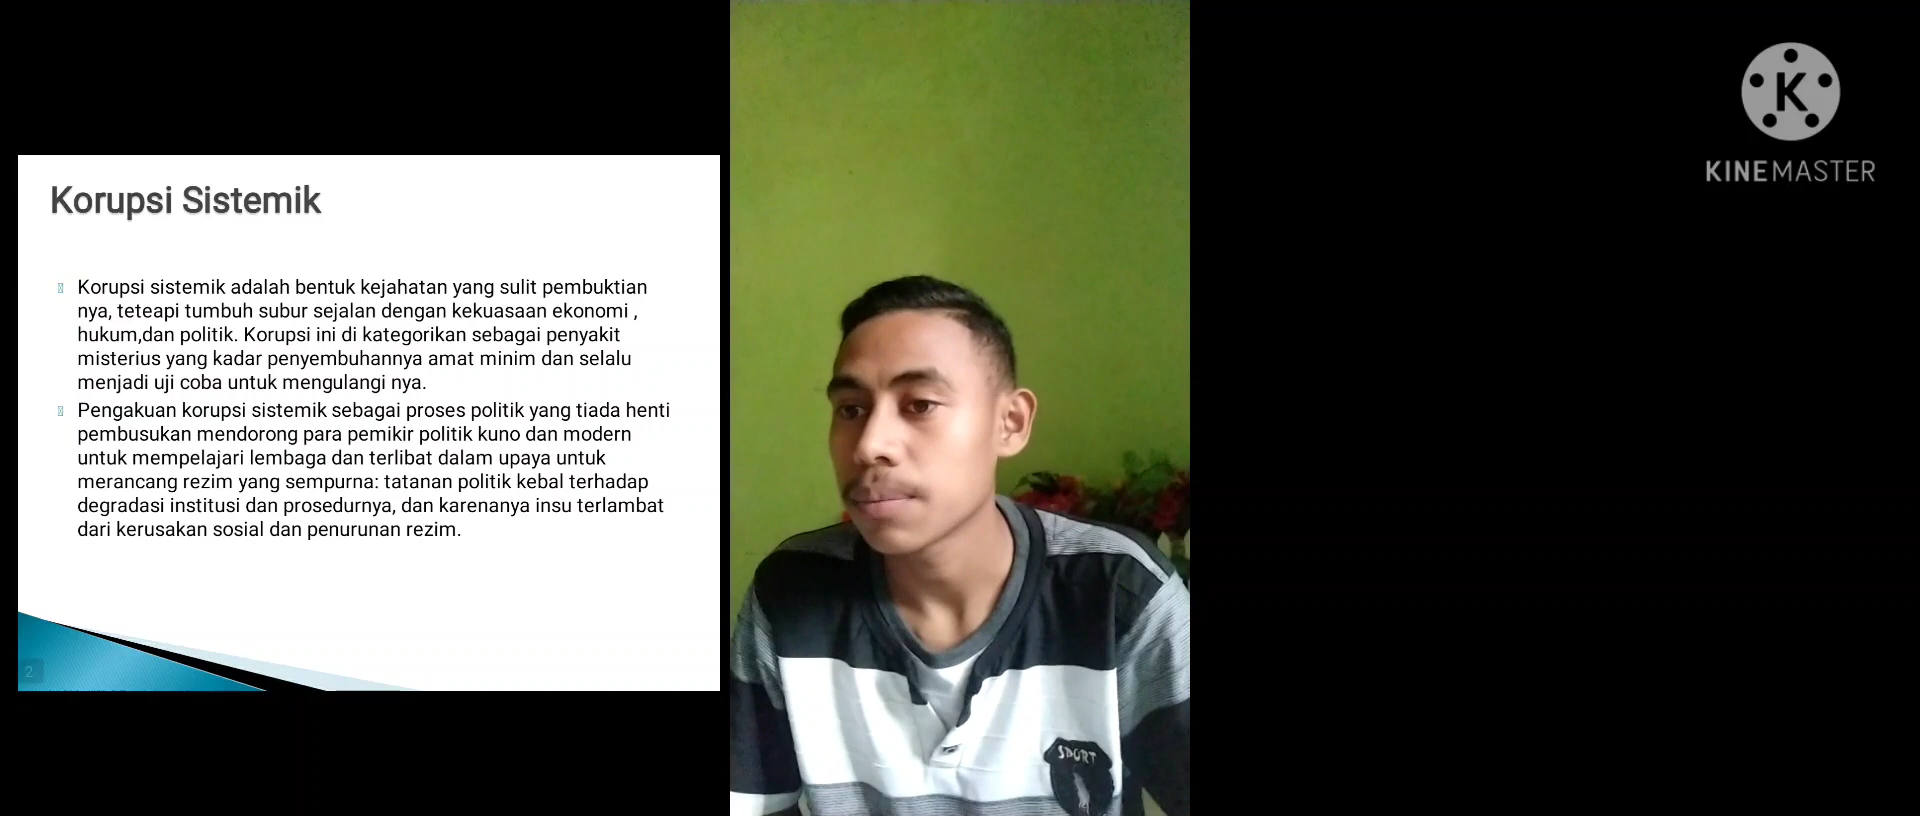 Korupsi Sistemik
Korupsi sistemik adalah bentuk kejahatan yang sulit pembuktian
nya, teteapi tumbuh subur sejalan dengan kekuasaan ekonomi ,
hukum,dan politik. Korupsi ini di kategorikan sebagai penyakit
misterius yang kadar penyembuhannya amat minim dan selalu
menjadi uji coba untuk mengulangi nya.
Pengakuan korupsi sistemik sebagai proses politik yang tiada henti
pembusukan mendorong para pemikir politik kuno dan modern
untuk mempelajari lembaga dan terlibat dalam upaya untuk
merancang rezim yang sempurna: tatanan politik kebal terhadap
degradasi institusi dan prosedurnya, dan karenanya insu terlambat
dari kerusakan sosial dan penurunan rezim.
2
SPORT
K
KINEMASTER